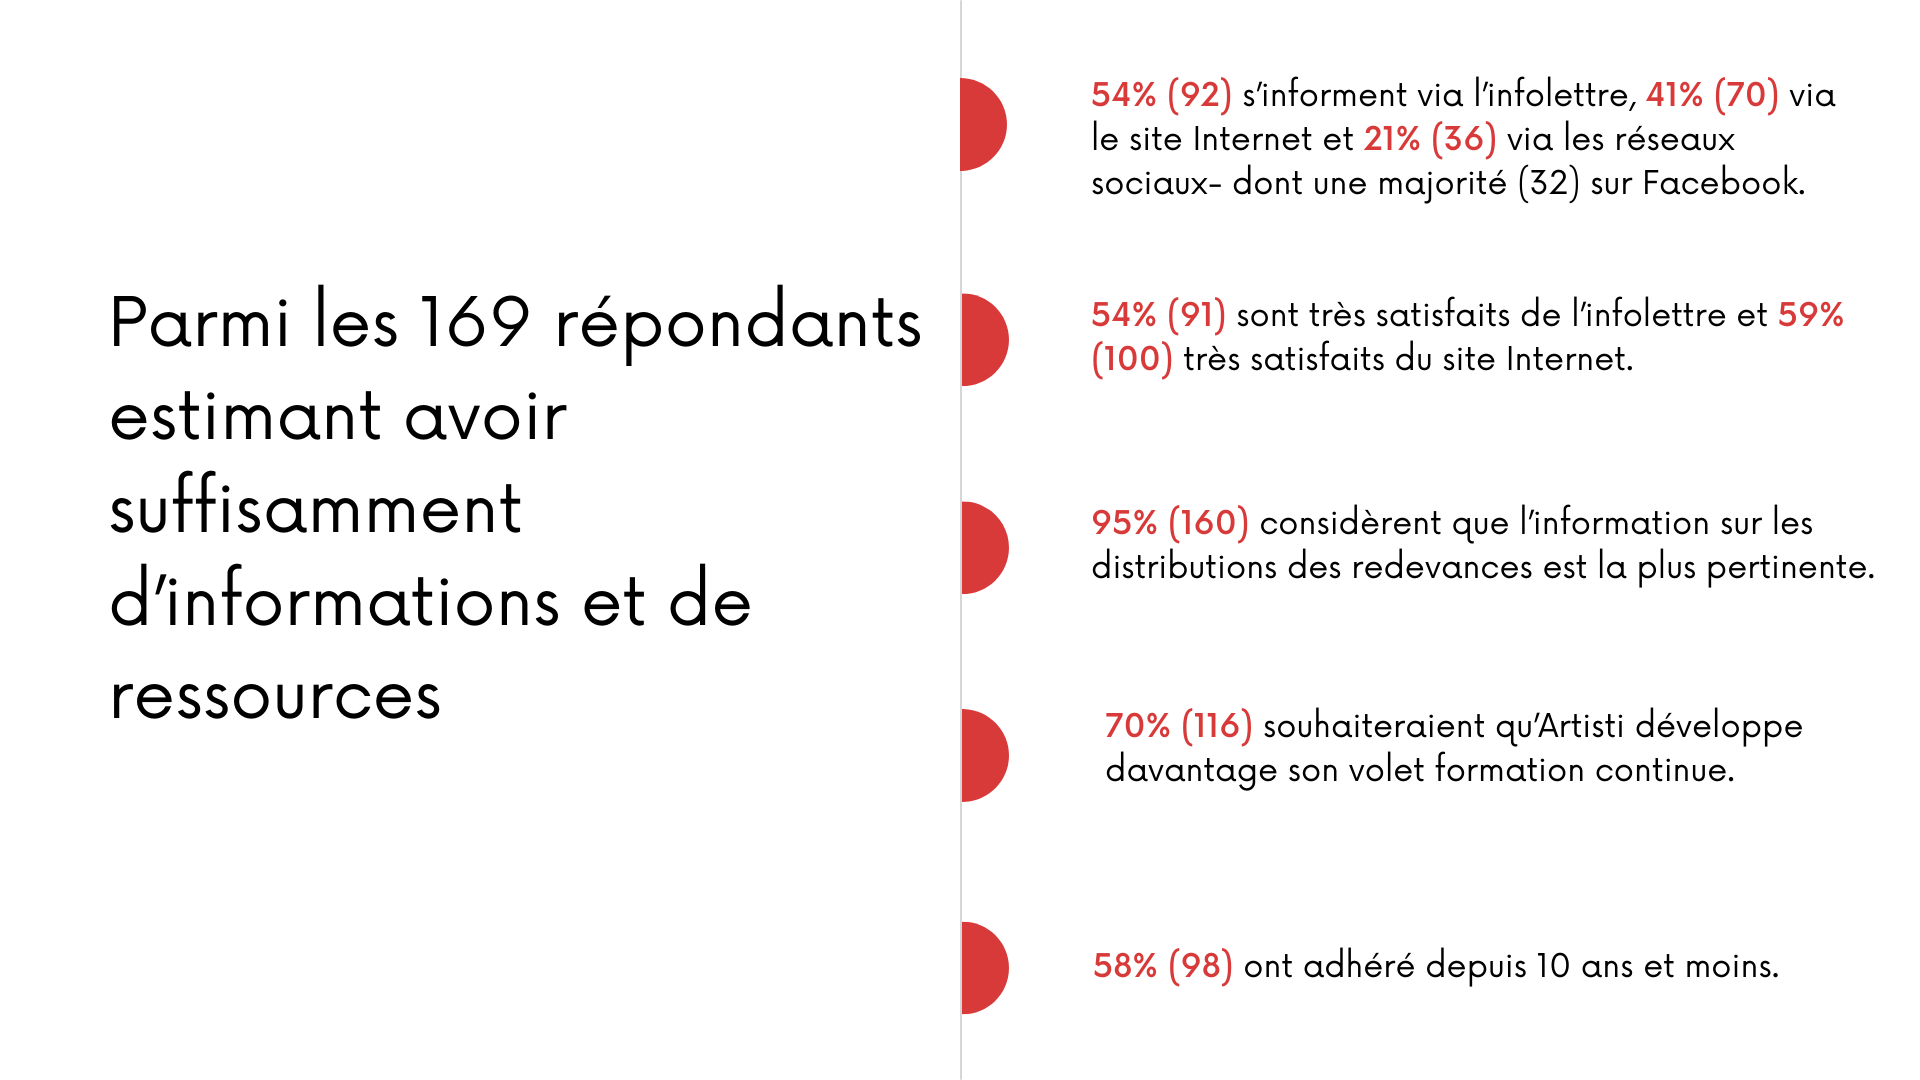 Parmi les 169 répondants
estimant avoir
suffisamment
d’informations et de
ressources
54% (92) s’informent via l’infolettre, 41% (70) via
le site Internet et 21% (36) via les réseaux
sociaux- dont une majorité (32) sur Facebook.
54% (91) sont très satisfaits de l’infolettre et 59%
(100) très satisfaits du site Internet.
95% (160) considèrent que l’information sur les
distributions des redevances est la plus pertinente.
70% (116) souhaiteraient qu’Artisti développe
davantage son volet formation continue.
58% (98) ont adhéré depuis 10 ans et moins.